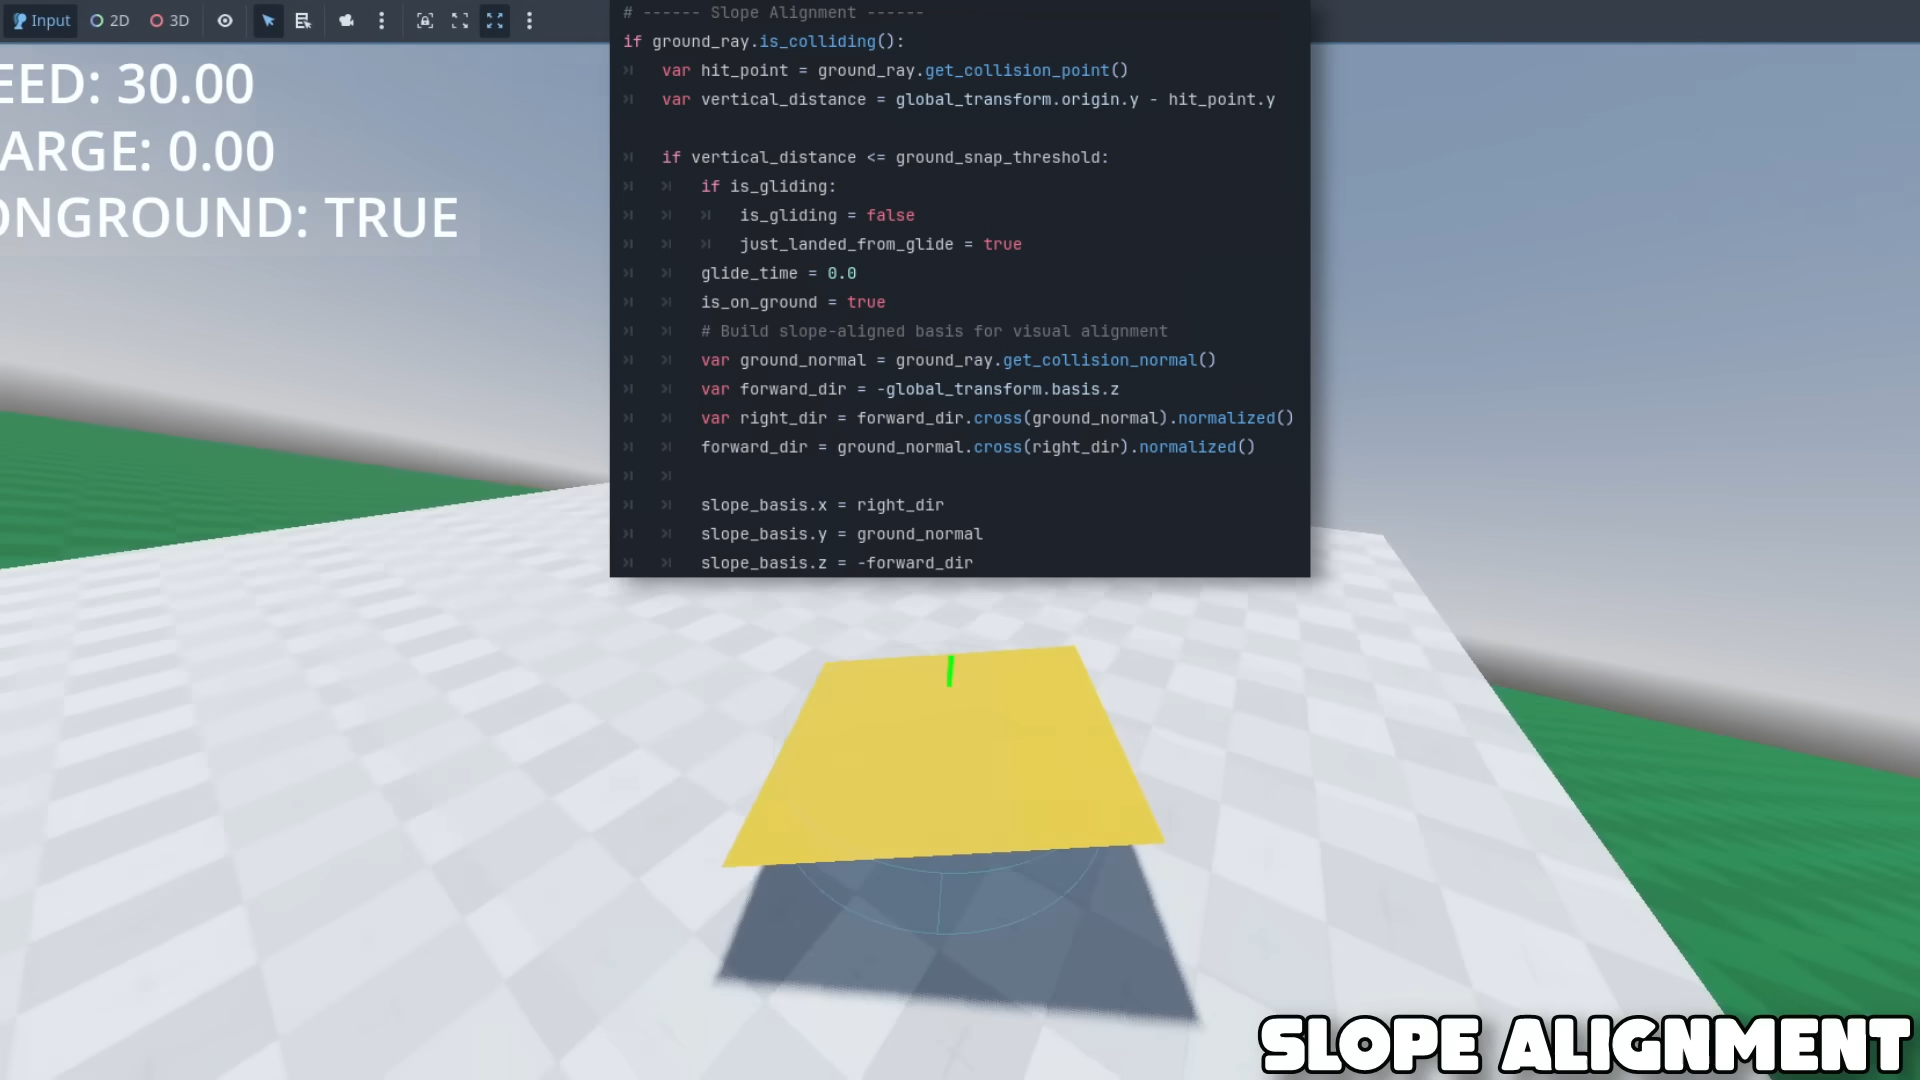 Input 2D 3D
EED: 30.00
ARGE: 0.00
ONGROUND: TRUE
# ------ Slope Alignment ------
if ground_ray.is_colliding():
var hit_point = ground_ray.get_collision_point()
var vertical_distance = global_transform.origin.y - hit_point.y
if vertical_distance <= ground_snap_threshold:
if is_gliding:
is_gliding = false
just_landed_from_glide = true
glide_time = 0.0
is_on_ground = true
# Build slope-aligned basis for visual alignment
var ground_normal = ground_ray.get_collision_normal()
var forward_dir = -global_transform.basis.z
var right_dir = forward_dir.cross(ground_normal).normalized()
forward_dir = ground_normal.cross(right_dir).normalized()
slope_basis.x = right_dir
slope_basis.y = ground_normal
slope_basis.z = -forward_dir
SLOPE ALIGNMENT